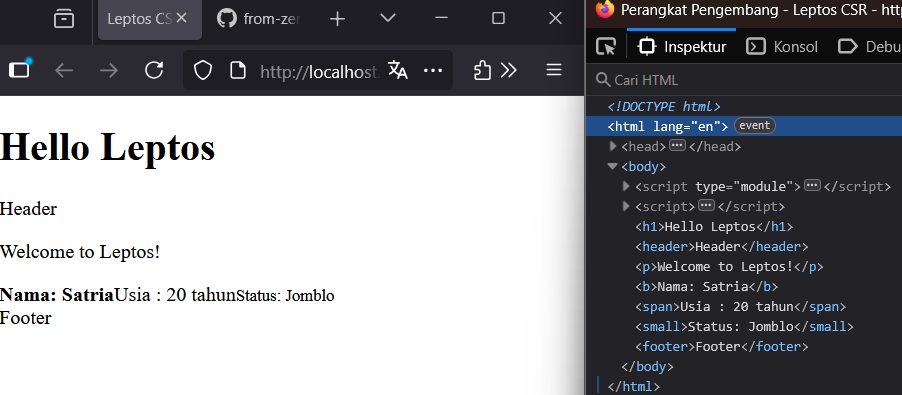 Leptos CS
from-zer
http://localhost.
Hello Leptos
Header
Welcome to Leptos!
Nama: SatriaUsia : 20 tahunStatus: Jomblo
Footer
Perangkat Pengembang - Leptos CSR - http
Inspektur
Konsol
Debu
Cari HTML
<!DOCTYPE html>
<html lang="en"> event
<head> ··· </head>
<body>
<script type="module"> ··· </script>
<script> ··· </script>
<h1>Hello Leptos</h1>
<header>Header</header>
<p>Welcome to Leptos!</p>
<b>Nama: Satria</b>
<span>Usia : 20 tahun</span>
<small>Status: Jomblo</small>
<footer>Footer</footer>
</body>
</html>